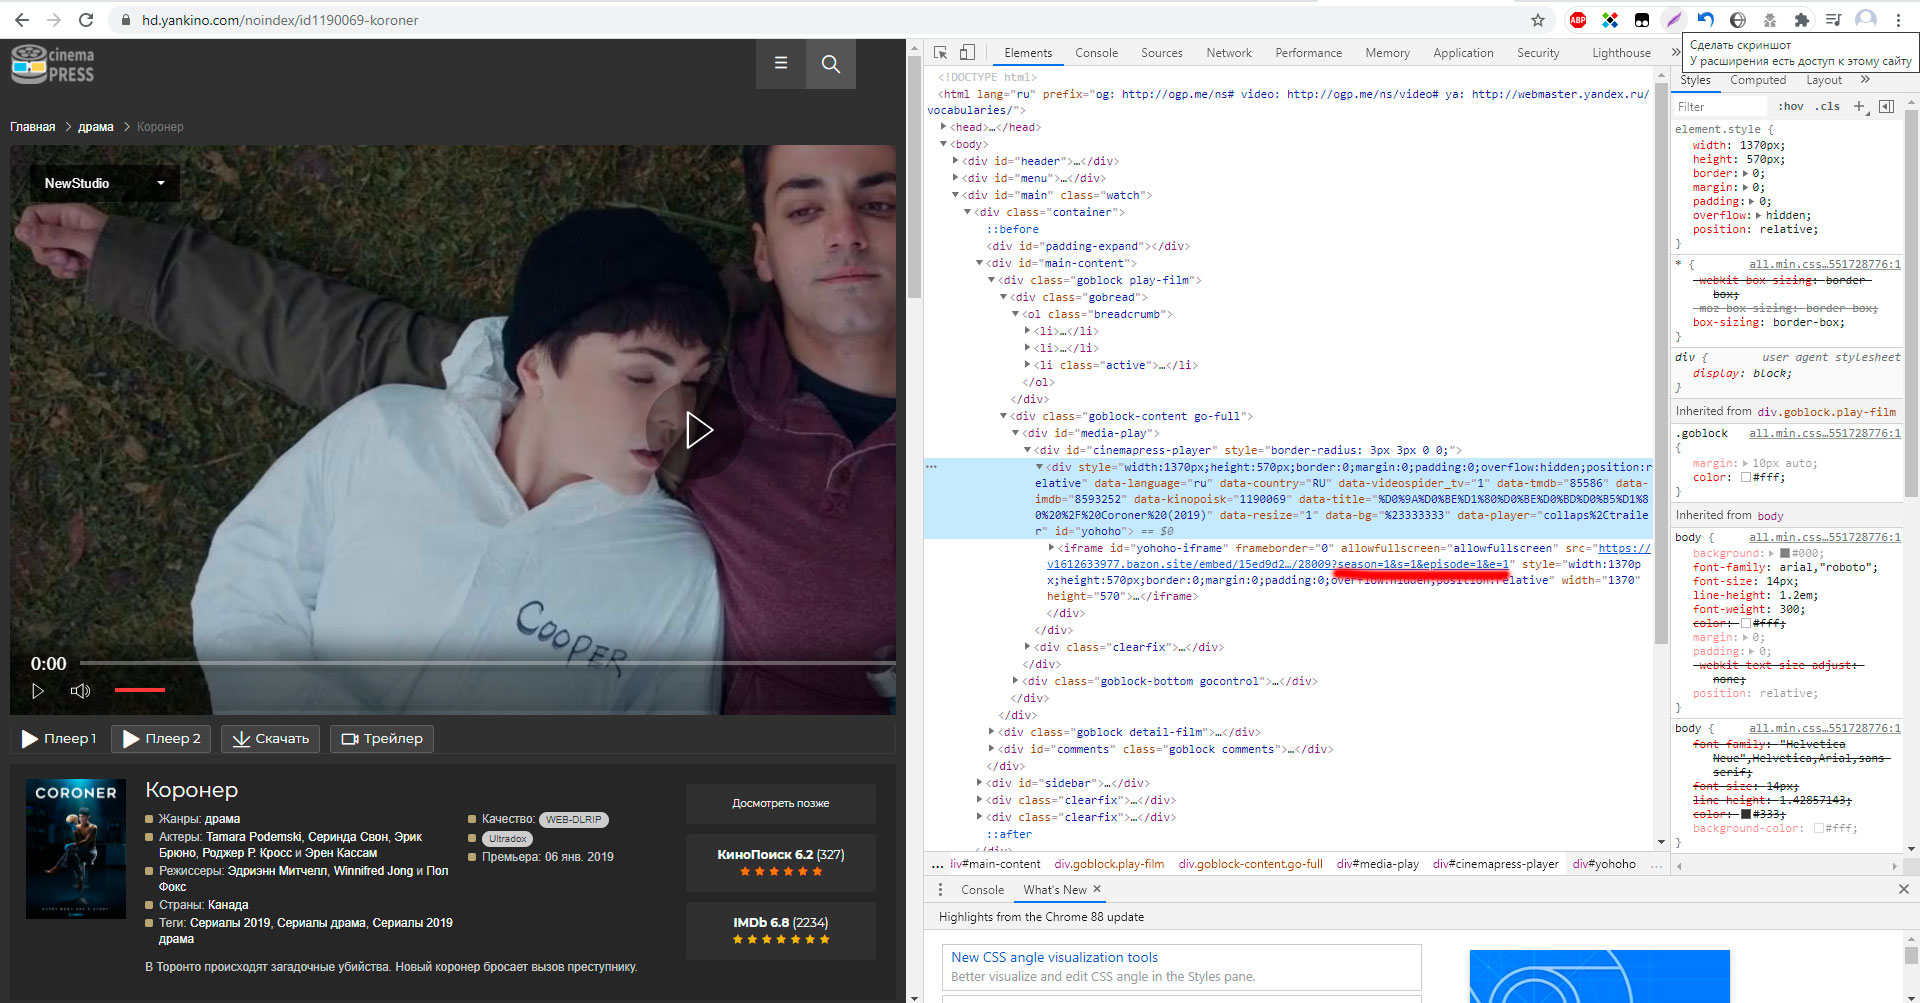 hd.yankino.com/noindex/id1190069-koroner
ABP
Сделать скриншот
У расширения есть доступ к этому сайту
cinema
PRESS
Главная > драма > Коронер
NewStudio
COOPER
0:00
Плеер 1
Плеер 2
Скачать
Трейлер
CORONER
Коронер
Жанры: драма
Актеры: Tamara Podemski, Серинда Свон, Эрик
Брюно, Роджер Р. Кросс и Эрен Кассам
Режиссеры: Эдриэнн Митчелл, Winnifred Jong и Пол
Фокс
Страны: Канада
Теги: Сериалы 2019, Сериалы драма, Сериалы 2019
драма
Качество: WEB-DLRIP
Ultradox
Премьера: 06 янв. 2019
Досмотреть позже
КиноПоиск 6.2 (327)
IMDb 6.8 (2234)
В Торонто происходят загадочные убийства. Новый коронер бросает вызов преступнику.
Elements Console Sources Network Performance Memory Application Security Lighthouse »
<!DOCTYPE html>
<html lang="ru" prefix="og: http://ogp.me/ns# video: http://ogp.me/ns/video# ya: http://webmaster.yandex.ru/
vocabularies/">
<head>…</head>
<body>
<div id="header">…</div>
<div id="menu">…</div>
<div id="main" class="watch">
<div class="container">
::before
<div id="padding-expand"></div>
<div id="main-content">
<div class="goblock play-film">
<div class="gobread">
<ol class="breadcrumb">
<li>…</li>
<li>…</li>
<li class="active">…</li>
</ol>
</div>
<div class="goblock-content go-full">
<div id="media-play">
<div id="cinemapress-player" style="border-radius: 3px 3px 0 0;">
<div style="width:1370px;height:570px;border:0;margin:0;padding:0;overflow:hidden;position:r
elative" data-language="ru" data-country="RU" data-videospider_tv="1" data-tmdb="85586" data-
imdb="8593252" data-kinopoisk="1190069" data-title="%D0%9A%D0%BE%D1%80%D0%BE%D0%BD%D0%B5%D1%8
0%20%2F%20Coroner%20(2019)" data-resize="1" data-bg="%23333333" data-player="collaps%2Ctraile
r" id="yohoho"> == $0
<iframe id="yohoho-iframe" frameborder="0" allowfullscreen="allowfullscreen" src="https:/
/v1612633977.bazon.site/embed/15ed9d2…/28009?season=1&s=1&episode=1&e=1" style="width:1370p
x;height:570px;border:0;margin:0;padding:0;overflow:hidden;position:relative" width="1370"
height="570">…</iframe>
</div>
</div>
<div class="clearfix">…</div>
</div>
<div class="goblock-bottom gocontrol">…</div>
</div>
</div>
<div class="goblock detail-film">…</div>
<div id="comments" class="goblock comments">…</div>
</div>
<div id="sidebar">…</div>
<div class="clearfix">…</div>
<div class="clearfix">…</div>
::after
</div>
... div#main-content div.goblock.play-film div.goblock-content.go-full div#media-play div#cinemapress-player div#yohoho ...
Styles Computed Layout »
Filter :hov .cls +
element.style {
width: 1370px;
height: 570px;
border: 0;
margin: 0;
padding: 0;
overflow: hidden;
position: relative;
}
* { all.min.css…551728776:1
-webkit-box-sizing: border-
box;
-moz-box-sizing: border-box;
box-sizing: border-box;
}
div { user agent stylesheet
display: block;
}
Inherited from div.goblock.play-film
.goblock all.min.css…551728776:1
{
margin: 10px auto;
color: #fff;
}
Inherited from body
body { all.min.css…551728776:1
background: #000;
font-family: arial,"roboto";
font-size: 14px;
line-height: 1.2em;
font-weight: 300;
color: #fff;
margin: 0;
padding: 0;
-webkit-text-size-adjust:
none;
position: relative;
}
body { all.min.css…551728776:1
font-family: "Helvetica
Neue",Helvetica,Arial,sans-
serif;
font-size: 14px;
line-height: 1.42857143;
color: #333;
background-color: #fff;
}
Console What's New ×
Highlights from the Chrome 88 update
New CSS angle visualization tools
Better visualize and edit CSS angle in the Styles pane.